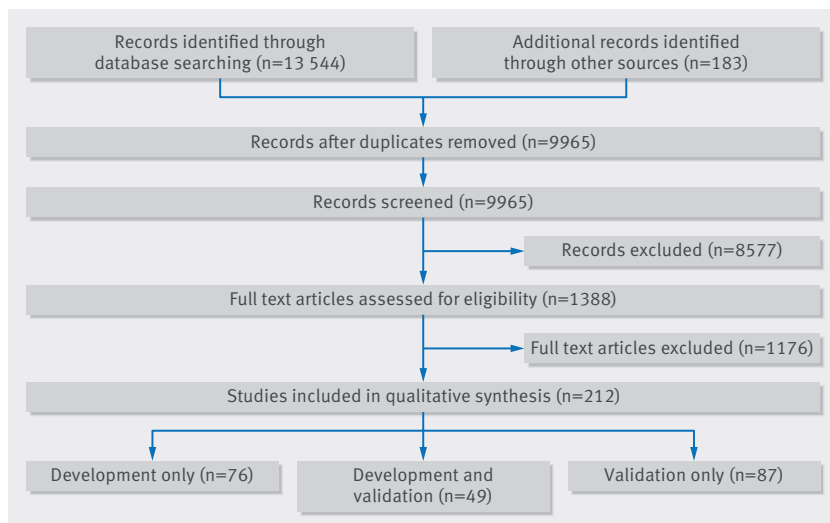 Records identified through
database searching (n=13 544)
Additional records identified
through other sources (n=183)
Records after duplicates removed (n=9965)
Records screened (n=9965)
Records excluded (n=8577)
Full text articles assessed for eligibility (n=1388)
Full text articles excluded (n=1176)
Studies included in qualitative synthesis (n=212)
Development only (n=76)
Development and
validation (n=49)
Validation only (n=87)